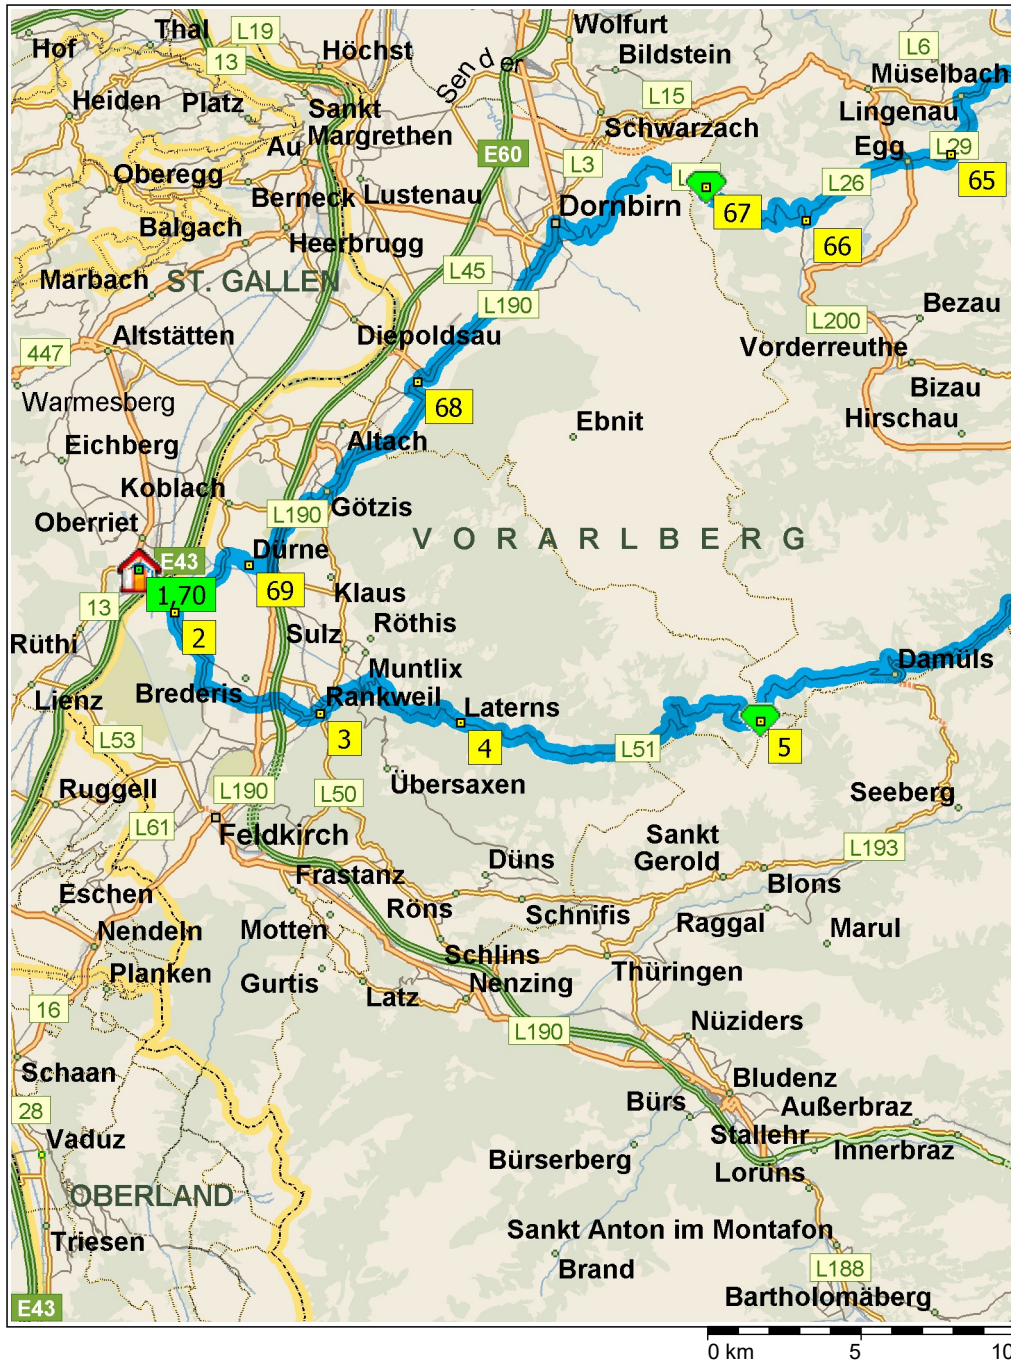 Hof
Thal
L19
13
Höchst
Wolfurt
Bildstein
L6
Müselbach
Heiden
Platz
Sankt
Margrethen
Sender
L15
Lingenau
Schwarzach
Au
E60
L3
Egg
L29
65
Oberegg
Berneck
Lustenau
Dornbirn
67
L26
66
Balgach
Heerbrugg
L45
Marbach
ST. GALLEN
L190
Bezau
Altstätten
Diepoldsau
L200
Vorderreuthe
447
Bizau
Warmesberg
68
Ebnit
Hirschau
Eichberg
Altach
Koblach
L190
Götzis
Oberriet
VORARLBERG
E43
Dürne
1,70
69
Klaus
13
2
Sulz
Röthis
Rüthi
Muntlix
Damüls
Lienz
Brederis
Rankweil
Laterns
3
4
L51
5
L53
Übersaxen
Ruggell
L190
L50
Seeberg
L61
Feldkirch
Sankt
Gerold
L193
Düns
Eschen
Frastanz
Blons
Röns
Schnifis
Raggal
Marul
Nendeln
Motten
Schlins
Planken
Gurtis
Latz
Nenzing
Thüringen
16
L190
Nüziders
Schaan
Bludenz
28
Bürs
Außerbraz
Vaduz
Stallehr
Innerbraz
Bürserberg
Loruns
OBERLAND
Triesen
Sankt Anton im Montafon
Brand
L188
E43
Bartholomäberg
0 km
5
10